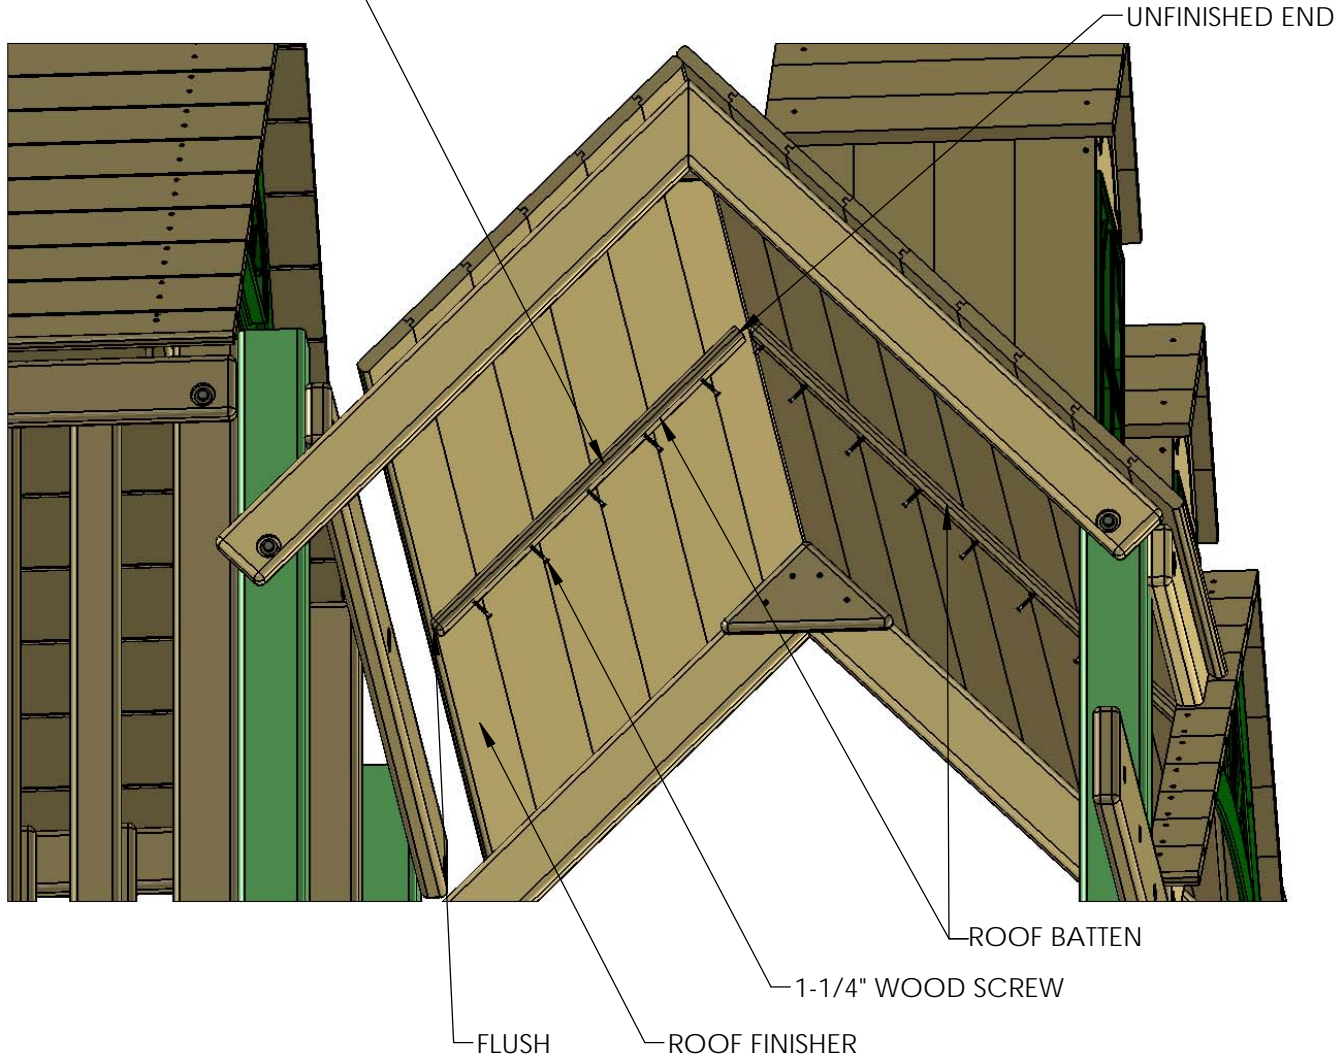 UNFINISHED END
ROOF BATTEN
1-1/4" WOOD SCREW
FLUSH
ROOF FINISHER